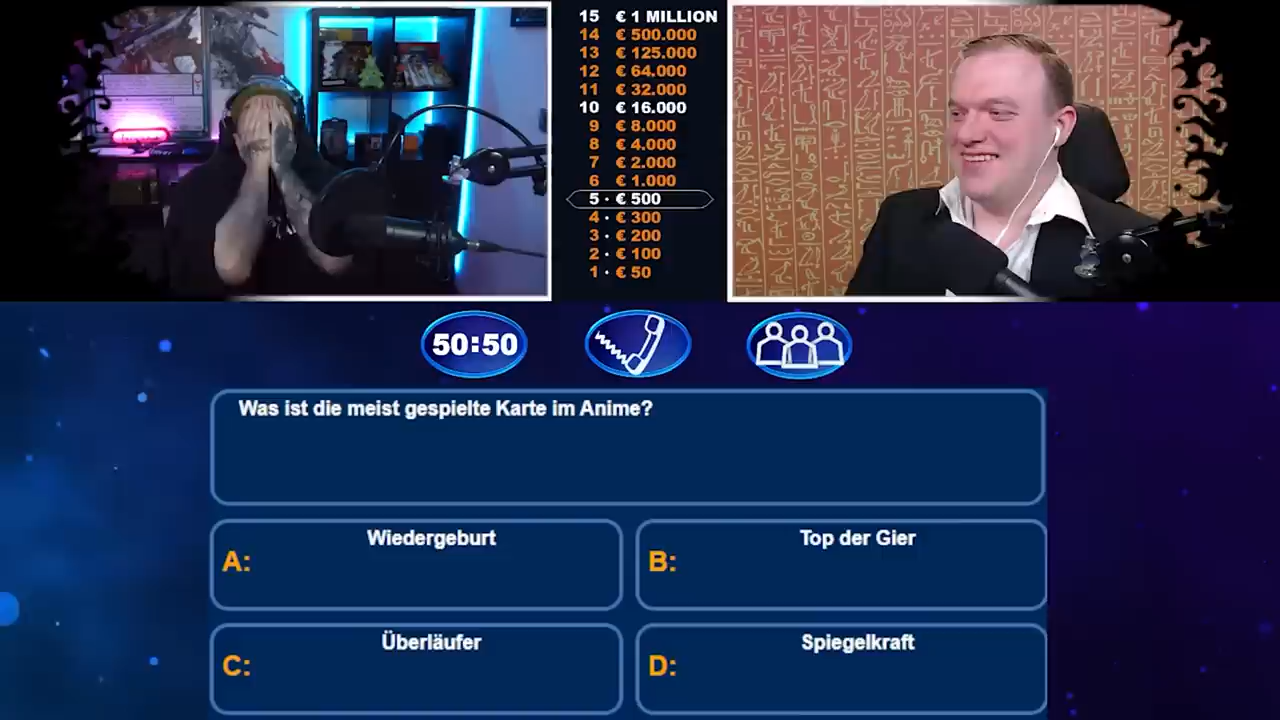 15 € 1 MILLION
14 € 500.000
13 € 125.000
12 € 64.000
11 € 32.000
10 € 16.000
9 € 8.000
8 € 4.000
7 € 2.000
6 € 1.000
5 · € 500
4 · € 300
3 · € 200
2 · € 100
1 · € 50
50:50
Was ist die meist gespielte Karte im Anime?
A: Wiedergeburt
B: Top der Gier
C: Überläufer
D: Spiegelkraft